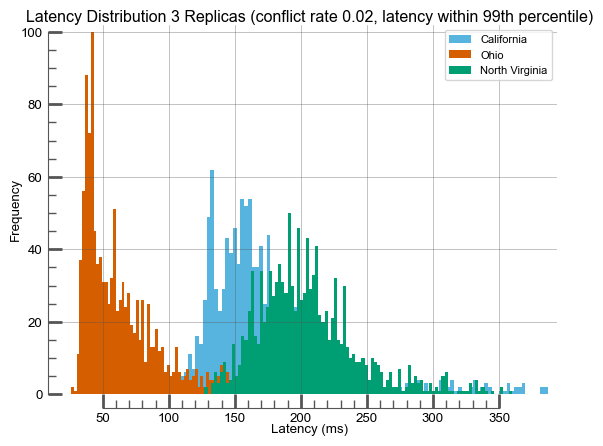 Latency Distribution 3 Replicas (conflict rate 0.02, latency within 99th percentile)
California
Ohio
North Virginia
100
80
60
40
20
0
Frequency
50 100 150 200 250 300 350
Latency (ms)